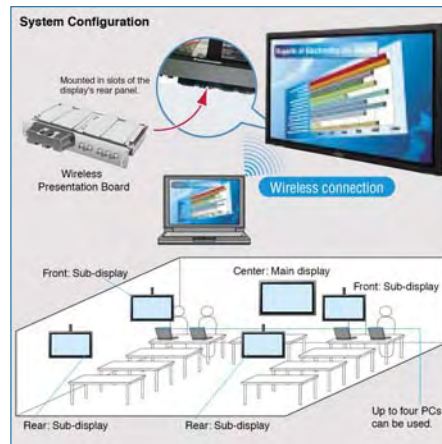 System Configuration
Mounted in slots of the
display's rear panel.
Wireless
Presentation Board
Wireless connection
Front: Sub-display
Center: Main display
Front: Sub-display
Rear: Sub-display
Rear: Sub-display
Up to four PCs
can be used.